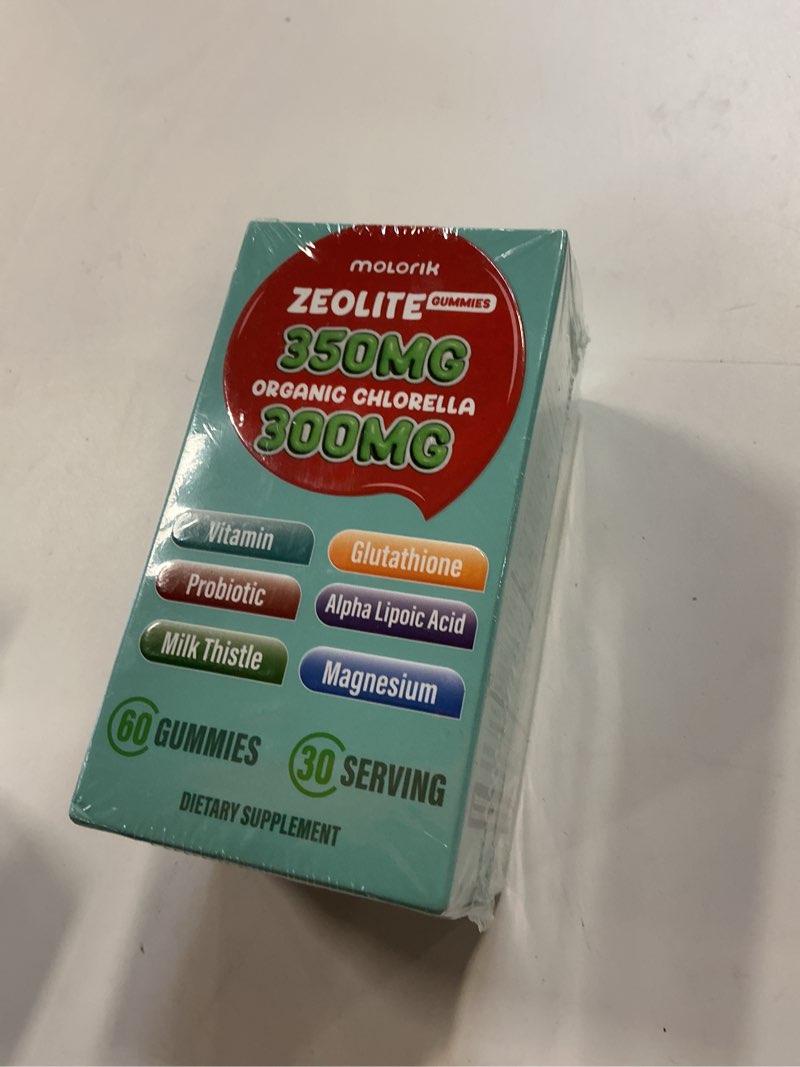 molorik
ZEOLITE GUMMIES
350MG
ORGANIC CHLORELLA
300MG
Vitamin
Glutathione
Probiotic
Alpha Lipoic Acid
Milk Thistle
Magnesium
60 GUMMIES
30 SERVING
DIETARY SUPPLEMENT